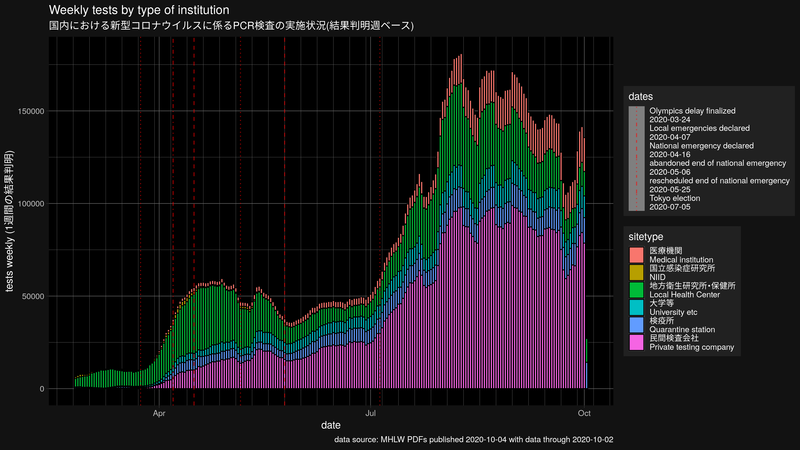 Weekly tests by type of institution
国内における新型コロナウイルスに係るPCR検査の実施状況(結果判明週ベース)
tests weekly (1週間の結果判明)
150000
100000
50000
0
Apr
Jul
Oct
date
dates
Olympics delay finalized
2020-03-24
Local emergencies declared
2020-04-07
National emergency declared
2020-04-16
abandoned end of national emergency
2020-05-06
rescheduled end of national emergency
2020-05-25
Tokyo election
2020-07-05
sitetype
医療機関
Medical institution
国立感染症研究所
NIID
地方衛生研究所・保健所
Local Health Center
大学等
University etc
検疫所
Quarantine station
民間検査会社
Private testing company
data source: MHLW PDFs published 2020-10-04 with data through 2020-10-02